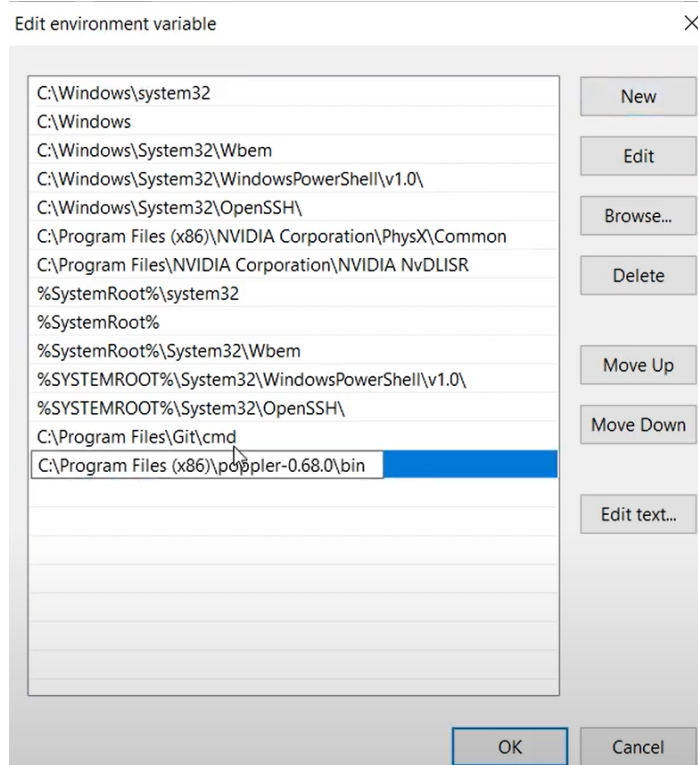 Edit environment variable
C:\Windows\system32
C:\Windows
C:\Windows\System32\Wbem
C:\Windows\System32\WindowsPowerShell\v1.0\
C:\Windows\System32\OpenSSH\
C:\Program Files (x86)\NVIDIA Corporation\PhysX\Common
C:\Program Files\NVIDIA Corporation\NVIDIA NvDLISR
%SystemRoot%\system32
%SystemRoot%
%SystemRoot%\System32\Wbem
%SYSTEMROOT%\System32\WindowsPowerShell\v1.0\
%SYSTEMROOT%\System32\OpenSSH\
C:\Program Files\Git\cmd
C:\Program Files (x86)\poppler-0.68.0\bin
New
Edit
Browse...
Delete
Move Up
Move Down
Edit text...
OK
Cancel